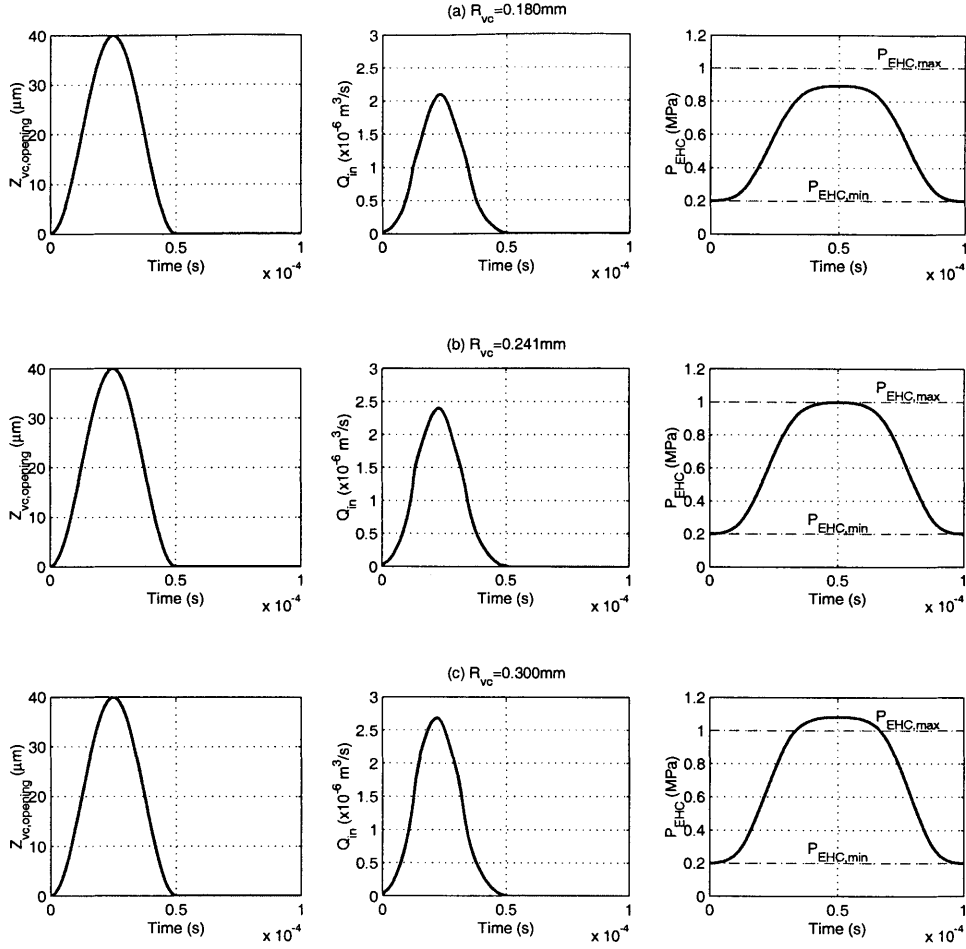 (a) R_vc=0.180mm
Z_vc,opening (μm)
40
30
20
10
0
0
0.5
1
Time (s)
x 10^-4
Q_in (x10^-6 m^3/s)
3
2.5
2
1.5
1
0.5
0
0
0.5
1
Time (s)
x 10^-4
P_EHC (MPa)
1.2
1
0.8
0.6
0.4
0.2
0
P_EHC,max
P_EHC,min
0
0.5
1
Time (s)
x 10^-4
(b) R_vc=0.241mm
Z_vc,opening (μm)
40
30
20
10
0
0
0.5
1
Time (s)
x 10^-4
Q_in (x10^-6 m^3/s)
3
2.5
2
1.5
1
0.5
0
0
0.5
1
Time (s)
x 10^-4
P_EHC (MPa)
1.2
1
0.8
0.6
0.4
0.2
0
P_EHC,max
P_EHC,min
0
0.5
1
Time (s)
x 10^-4
(c) R_vc=0.300mm
Z_vc,opening (μm)
40
30
20
10
0
0
0.5
1
Time (s)
x 10^-4
Q_in (x10^-6 m^3/s)
3
2.5
2
1.5
1
0.5
0
0
0.5
1
Time (s)
x 10^-4
P_EHC (MPa)
1.2
1
0.8
0.6
0.4
0.2
0
P_EHC,max
P_EHC,min
0
0.5
1
Time (s)
x 10^-4